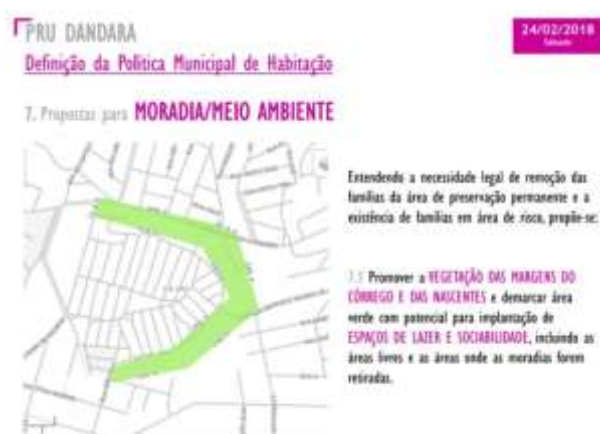 PRU DANDARA
24/02/2018
Sábado
Definição da Política Municipal de Habitação
7. Propostas para MORADIA/MEIO AMBIENTE
Entendendo a necessidade legal de remoção das
famílias da área de preservação permanente e a
existência de famílias em área de risco, propõe-se:
Promover a VEGETAÇÃO DAS MARGENS DO
CÓRREGO E DAS NASCENTES e demarcar área
verde com potencial para implantação de
ESPAÇOS DE LAZER E SOCIABILIDADE, incluindo as
áreas livres e as áreas onde as moradias forem
retiradas.